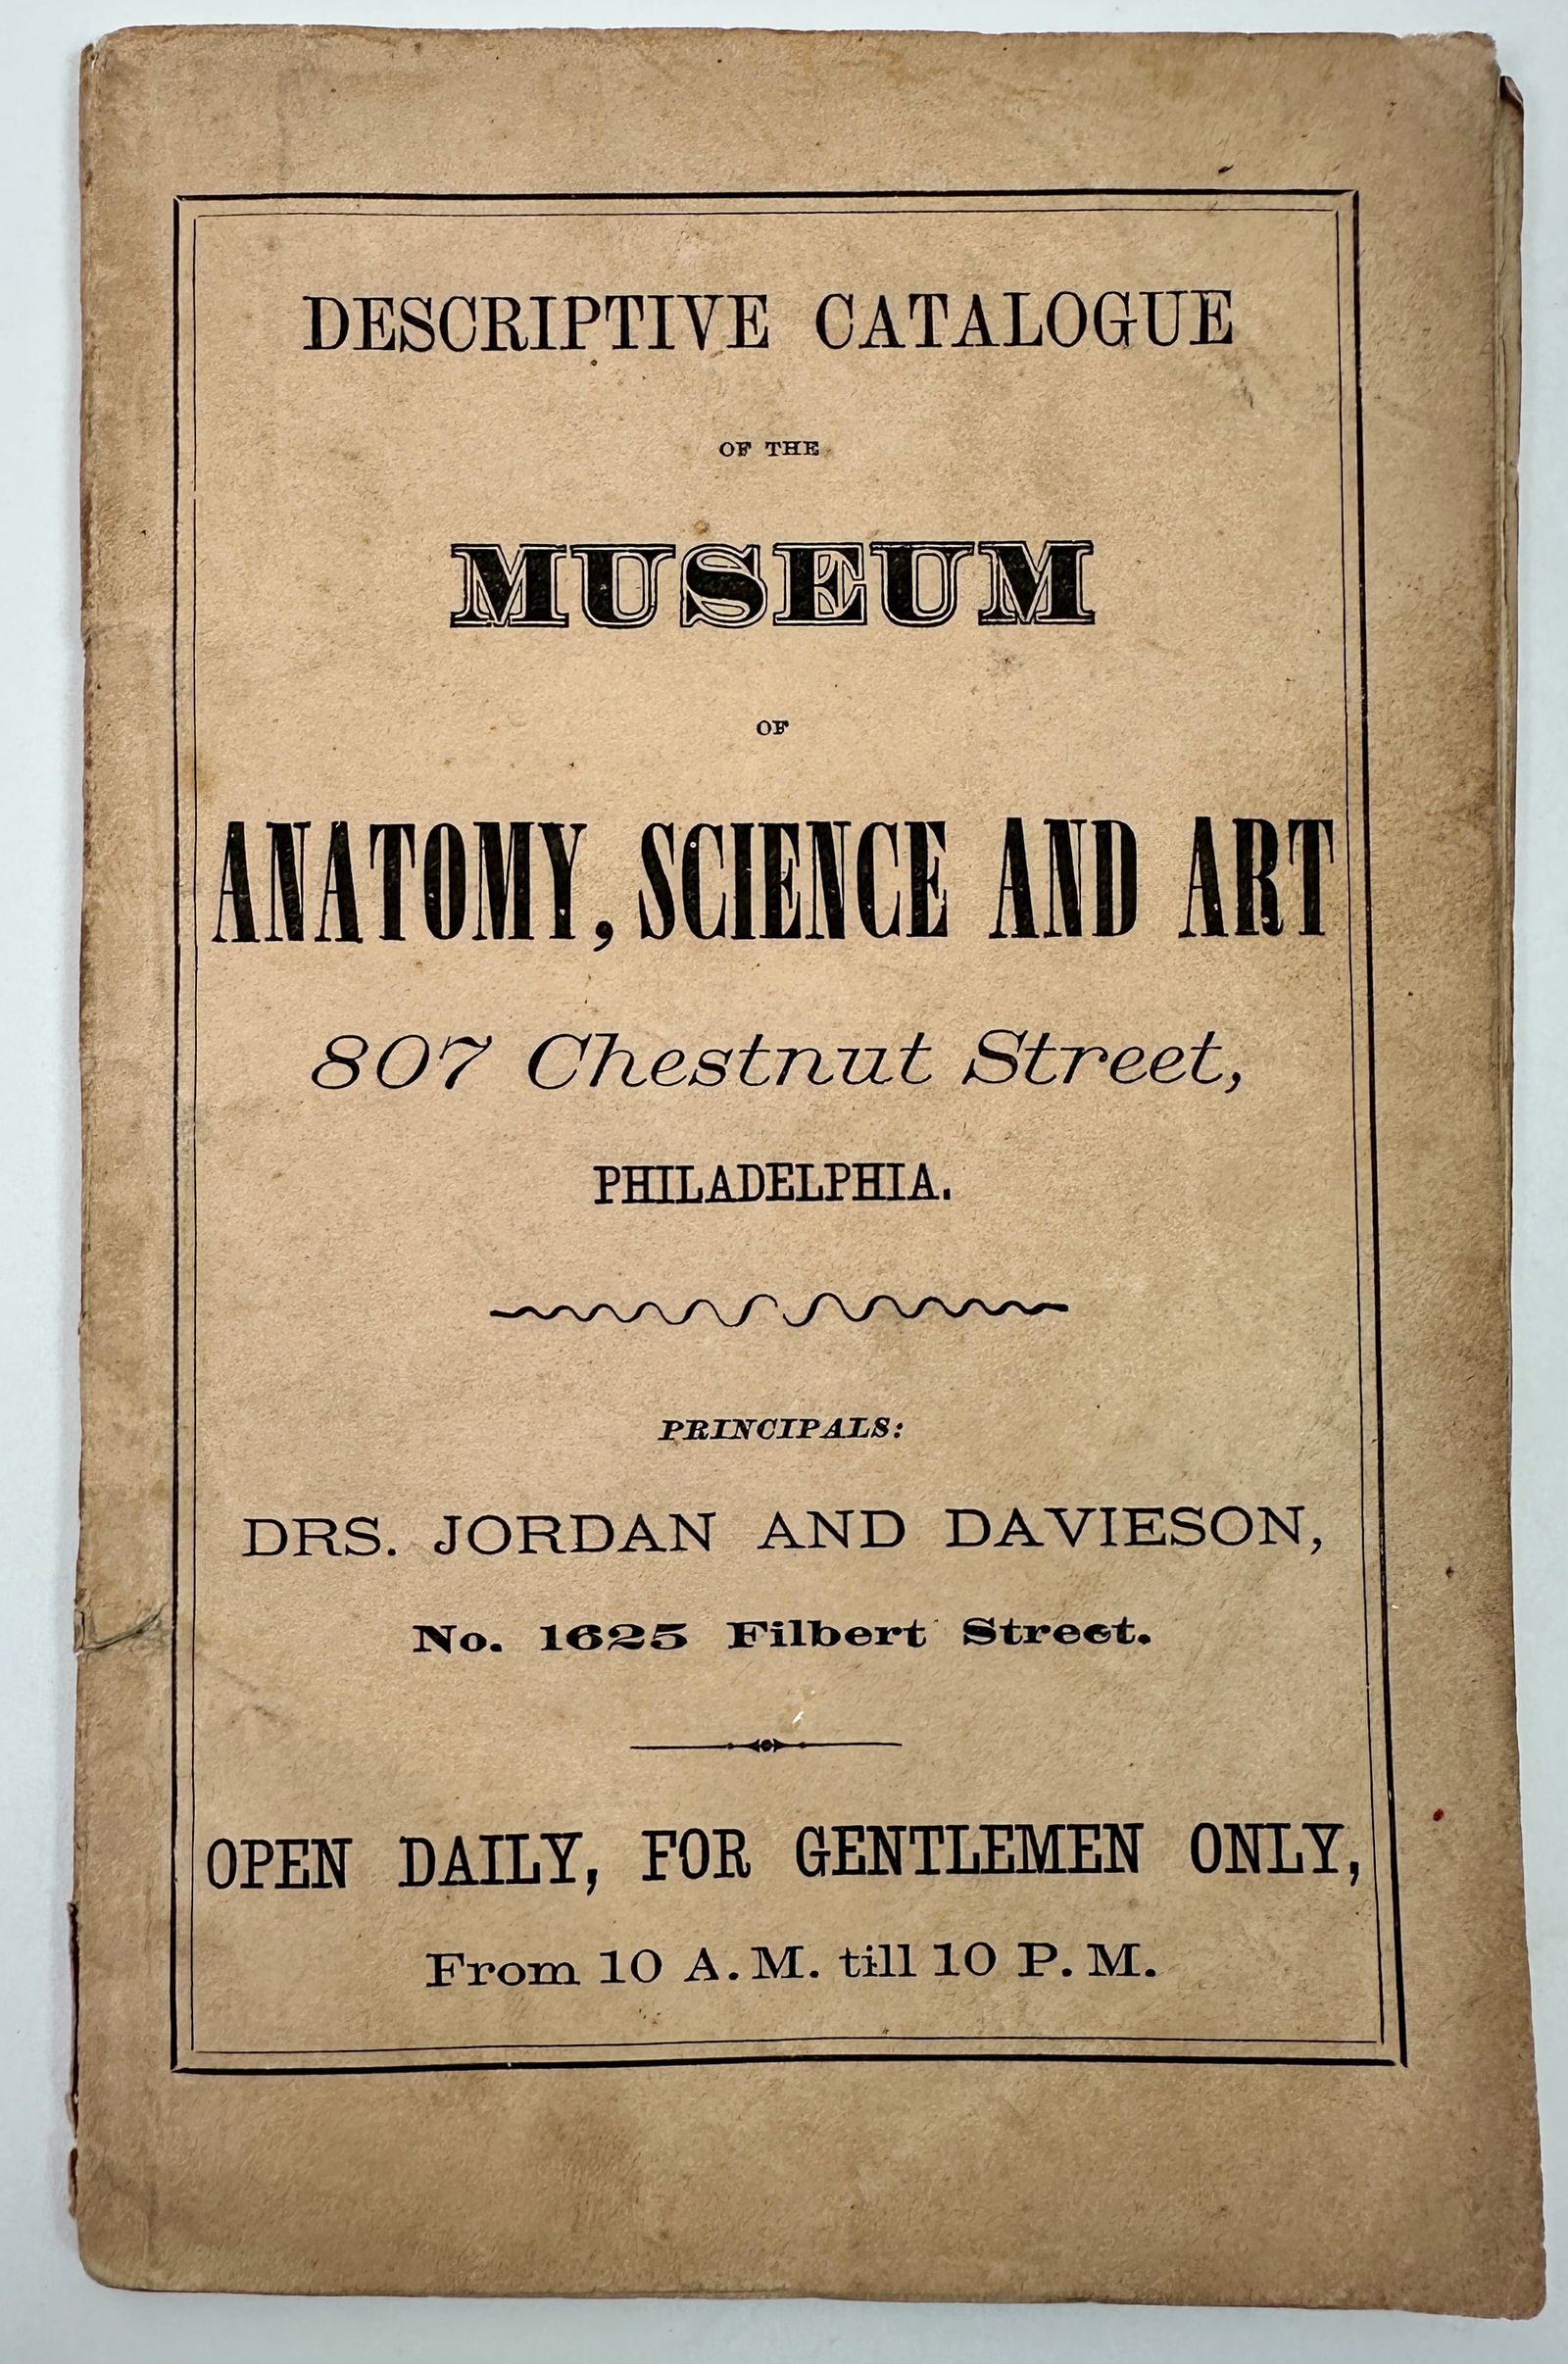 DESCRIPTIVE CATALOGUE
OF THE
MUSEUM
OF
ANATOMY, SCIENCE AND ART
807 Chestnut Street,
PHILADELPHIA.
PRINCIPALS:
DRS. JORDAN AND DAVIESON,
No. 1625 Filbert Street.
OPEN DAILY, FOR GENTLEMEN ONLY,
From 10 A.M. till 10 P.M.